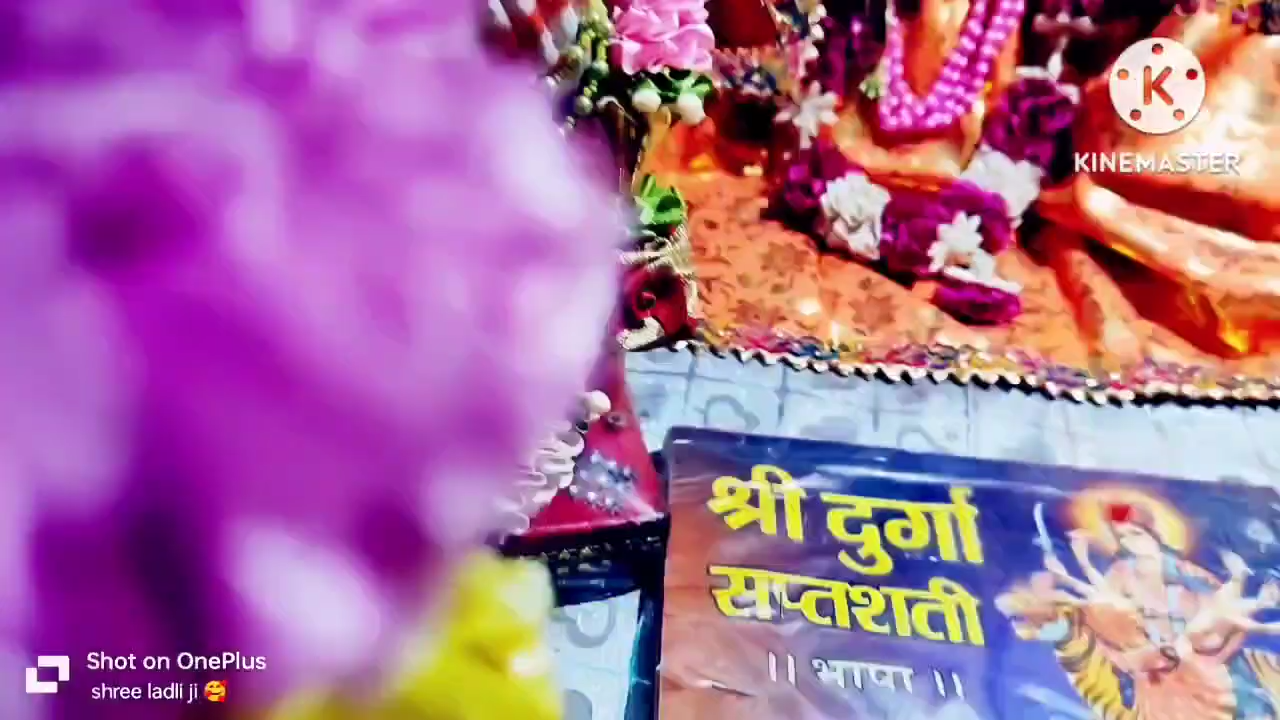 K
KINEMASTER
श्री दुर्गा
सप्तशती
।। भाषा ।।
Shot on OnePlus
shree ladli ji 🥰